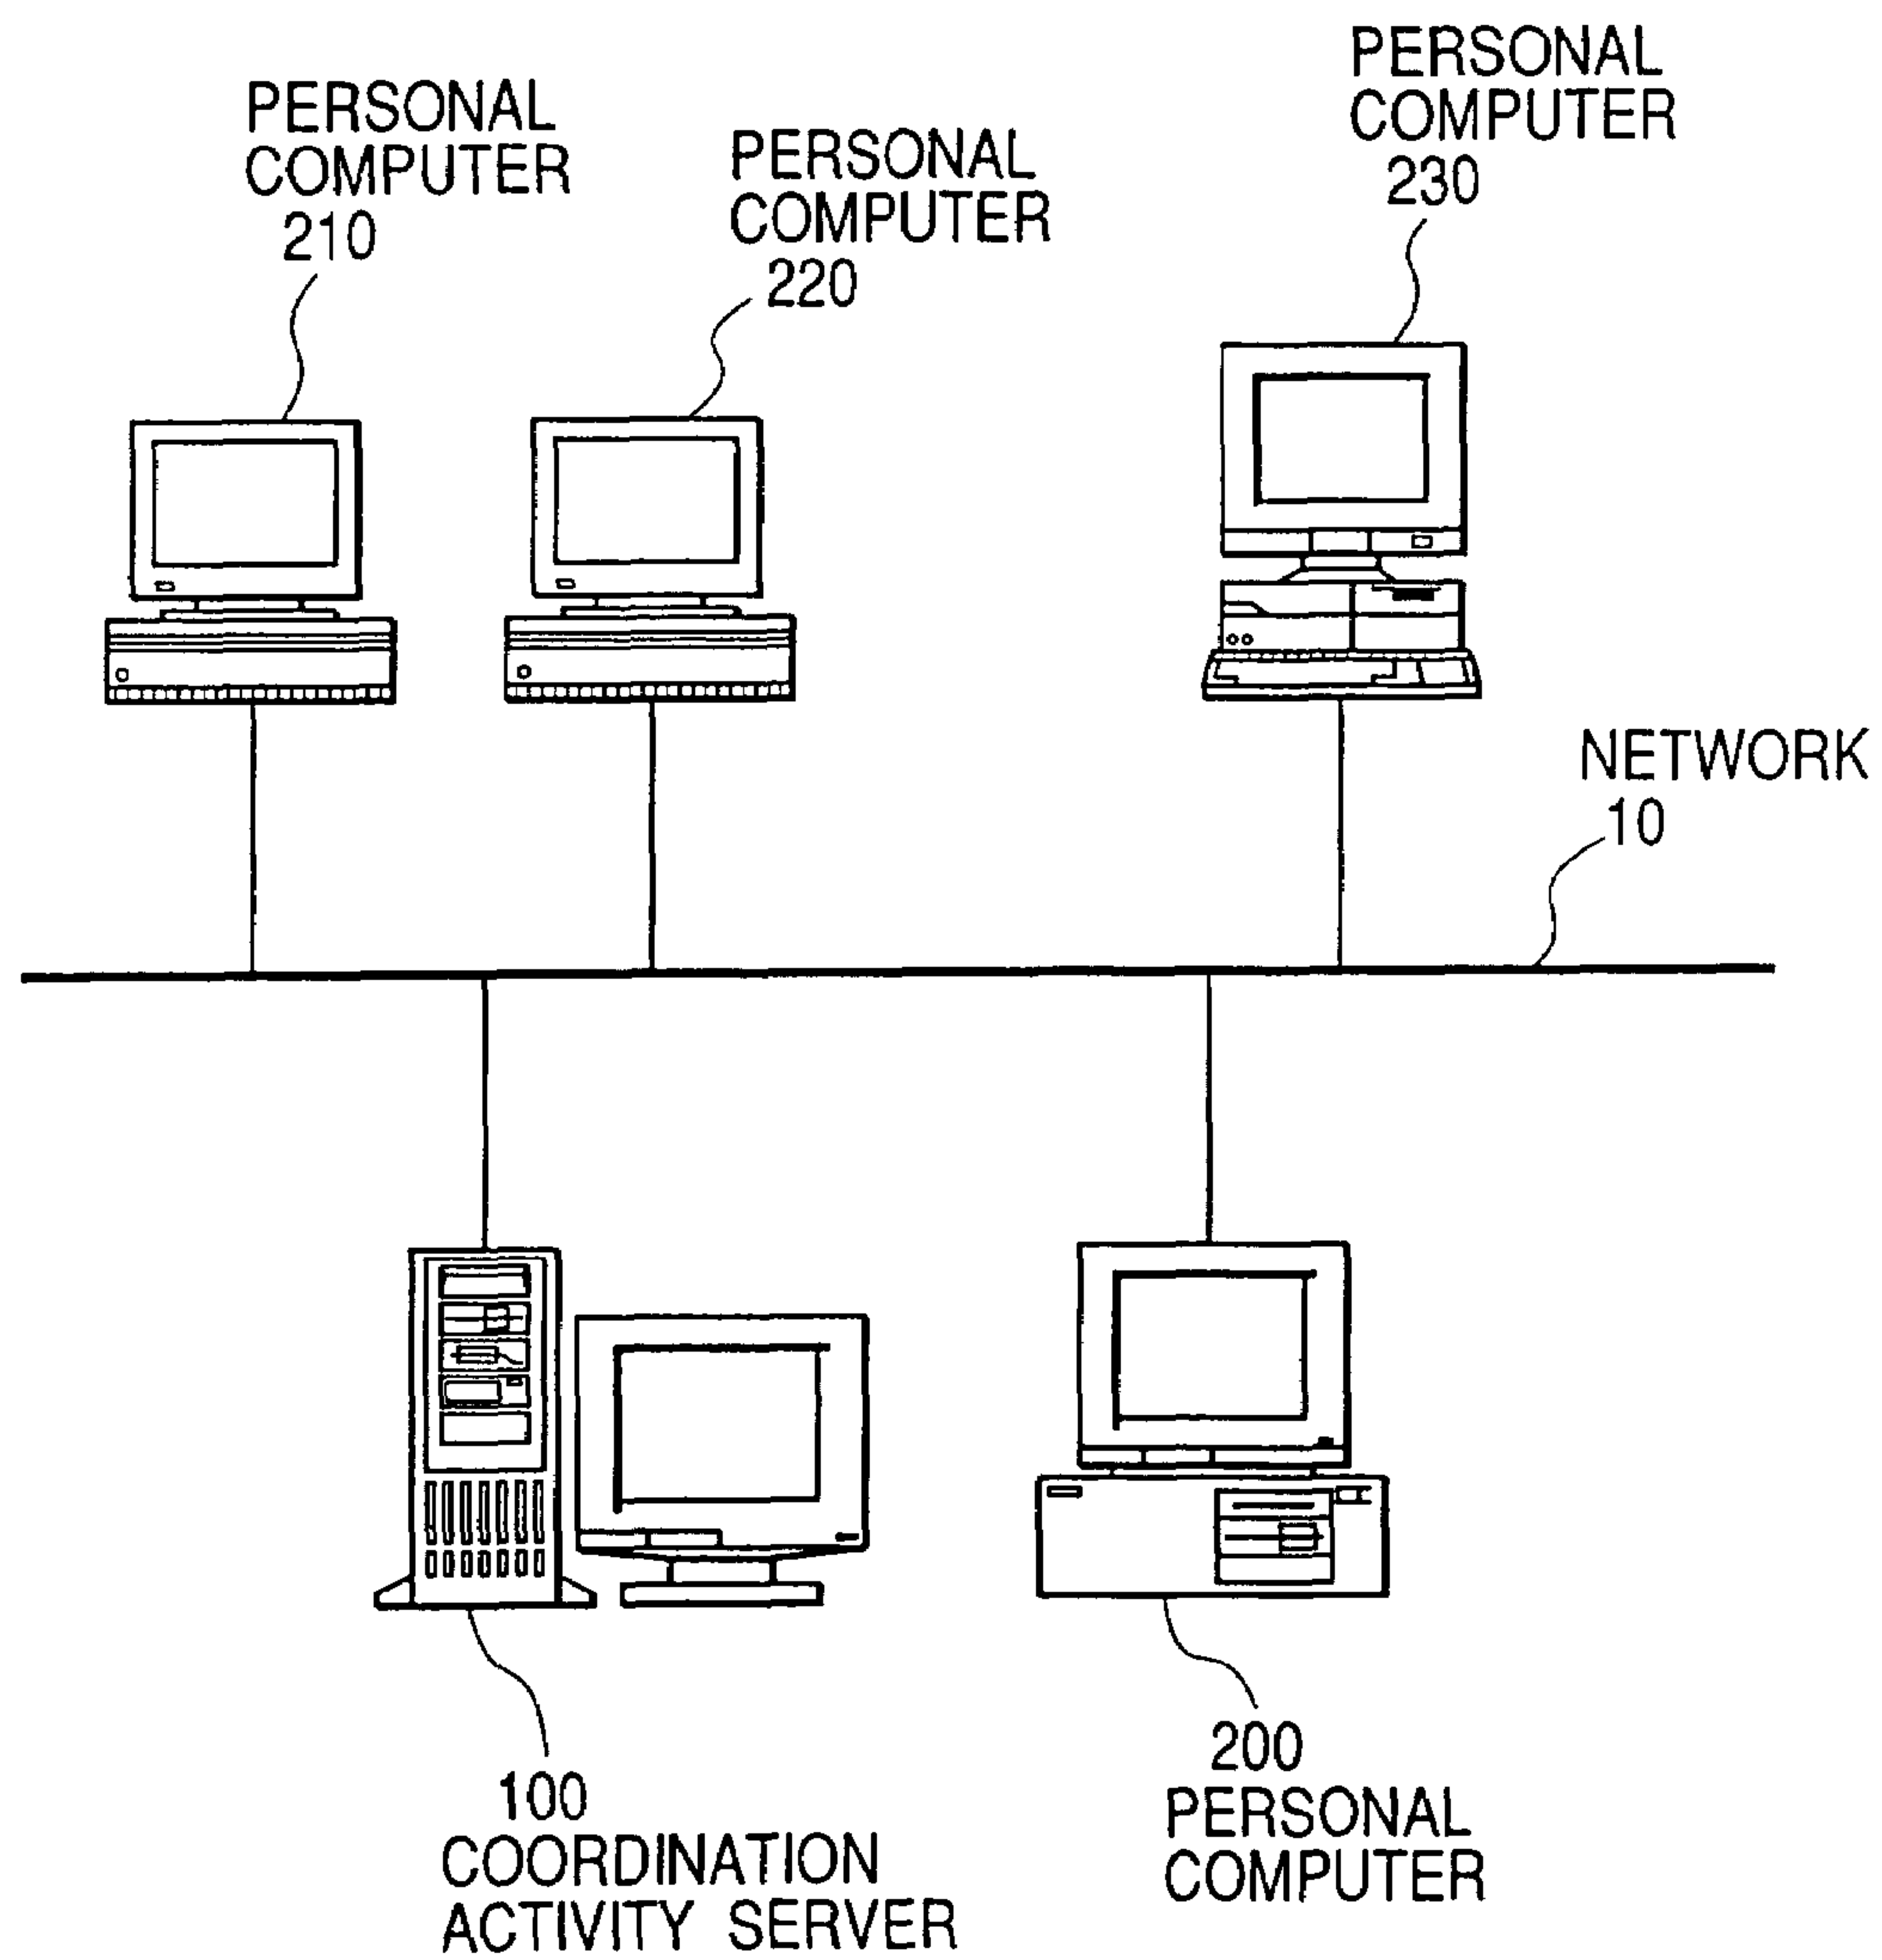 PERSONAL
COMPUTER
210
PERSONAL
COMPUTER
220
PERSONAL
COMPUTER
230
NETWORK
10
100
COORDINATION
ACTIVITY SERVER
200
PERSONAL
COMPUTER